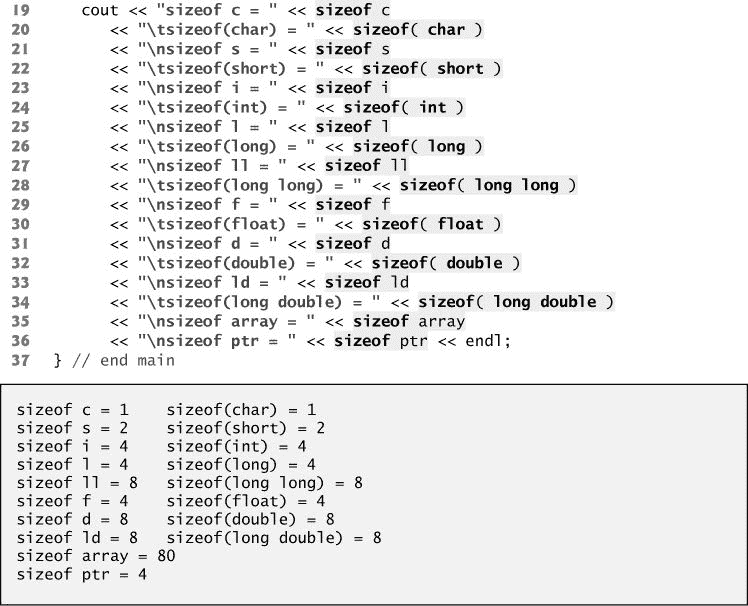 19 cout << "sizeof c = " << sizeof c
20 << "\tsizeof(char) = " << sizeof( char )
21 << "\nsizeof s = " << sizeof s
22 << "\tsizeof(short) = " << sizeof( short )
23 << "\nsizeof i = " << sizeof i
24 << "\tsizeof(int) = " << sizeof( int )
25 << "\nsizeof l = " << sizeof l
26 << "\tsizeof(long) = " << sizeof( long )
27 << "\nsizeof ll = " << sizeof ll
28 << "\tsizeof(long long) = " << sizeof( long long )
29 << "\nsizeof f = " << sizeof f
30 << "\tsizeof(float) = " << sizeof( float )
31 << "\nsizeof d = " << sizeof d
32 << "\tsizeof(double) = " << sizeof( double )
33 << "\nsizeof ld = " << sizeof ld
34 << "\tsizeof(long double) = " << sizeof( long double )
35 << "\nsizeof array = " << sizeof array
36 << "\nsizeof ptr = " << sizeof ptr << endl;
37 } // end main
sizeof c = 1 sizeof(char) = 1
sizeof s = 2 sizeof(short) = 2
sizeof i = 4 sizeof(int) = 4
sizeof l = 4 sizeof(long) = 4
sizeof ll = 8 sizeof(long long) = 8
sizeof f = 4 sizeof(float) = 4
sizeof d = 8 sizeof(double) = 8
sizeof ld = 8 sizeof(long double) = 8
sizeof array = 80
sizeof ptr = 4